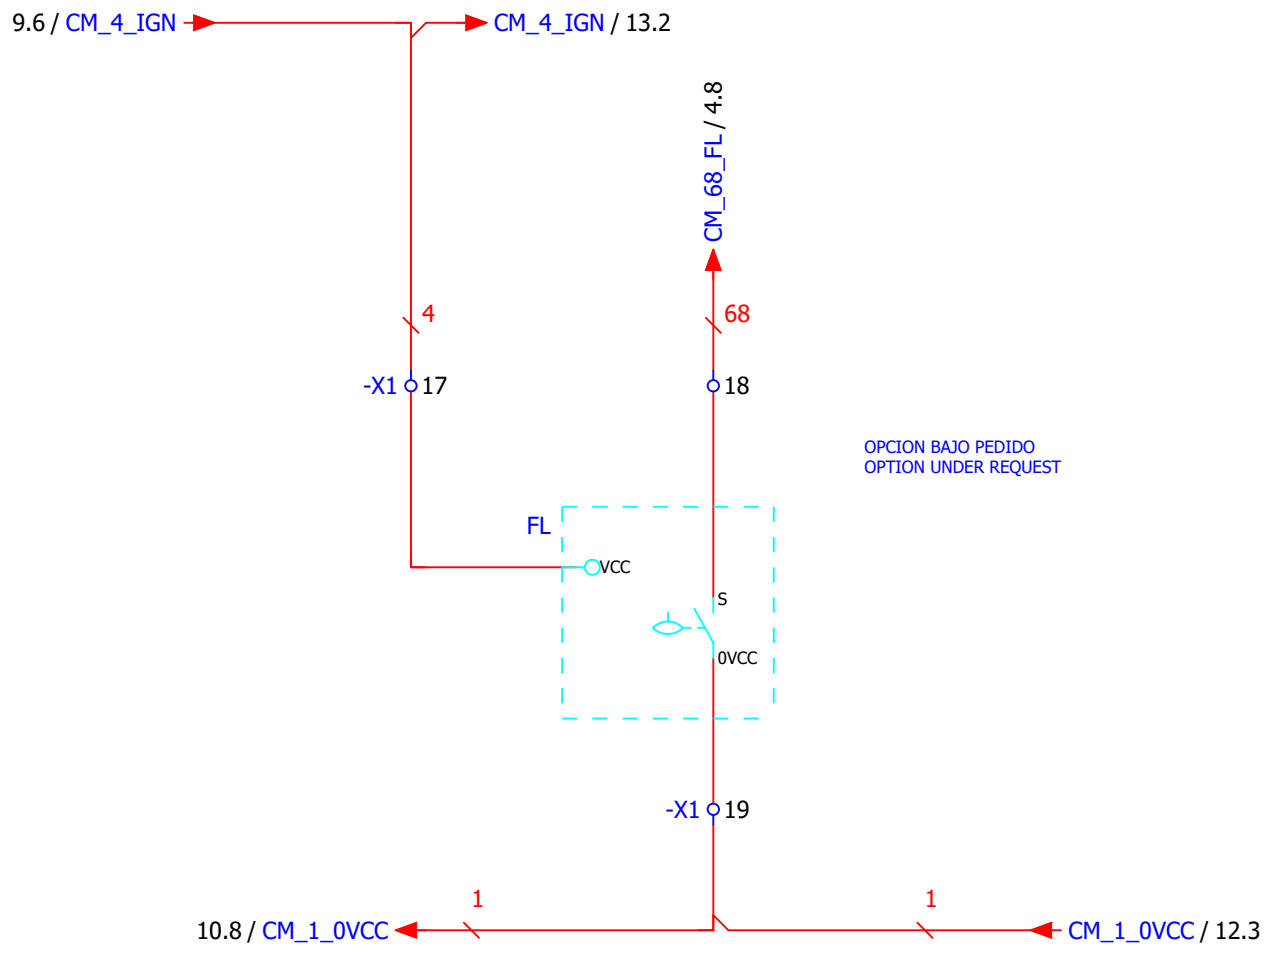 9.6 / CM_4_IGN
CM_4_IGN / 13.2
CM_68_FL / 4.8
4
68
-X1 17
18
OPCION BAJO PEDIDO
OPTION UNDER REQUEST
FL
VCC
S
0VCC
-X1 19
1
1
10.8 / CM_1_0VCC
CM_1_0VCC / 12.3